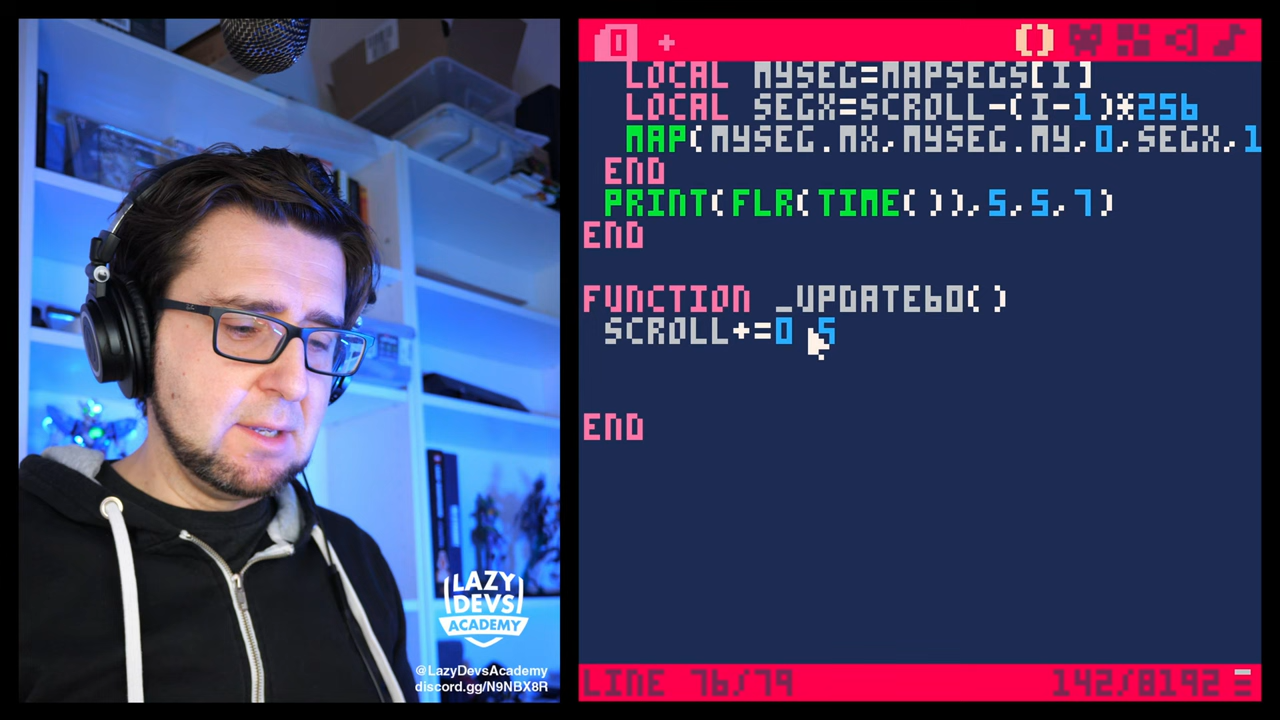 LOCAL MYSEG=MAPSEGS[I]
LOCAL SEGX=SCROLL-(I-1)*256
MAP(MYSEG.MX,MYSEG.MY,0,SEGX,1
END
PRINT(FLR(TIME()),5,5,7)
END
FUNCTION _UPDATE60()
SCROLL+=0.5
END
LINE 76/79
142/8192
LAZY
DEVS
ACADEMY
@LazyDevsAcademy
discord.gg/N9NBX8R